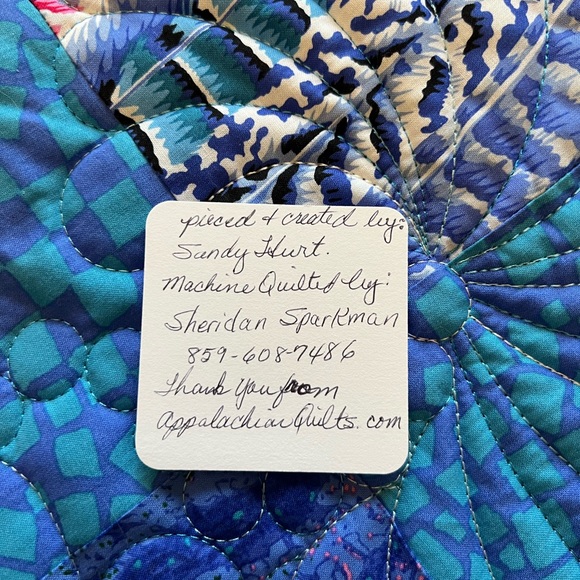 pieced & created by:
Sandy Hurt.
Machine Quilted by:
Sheridan Sparkman
859-608-7486
Thank you from
AppalachianQuilts.com